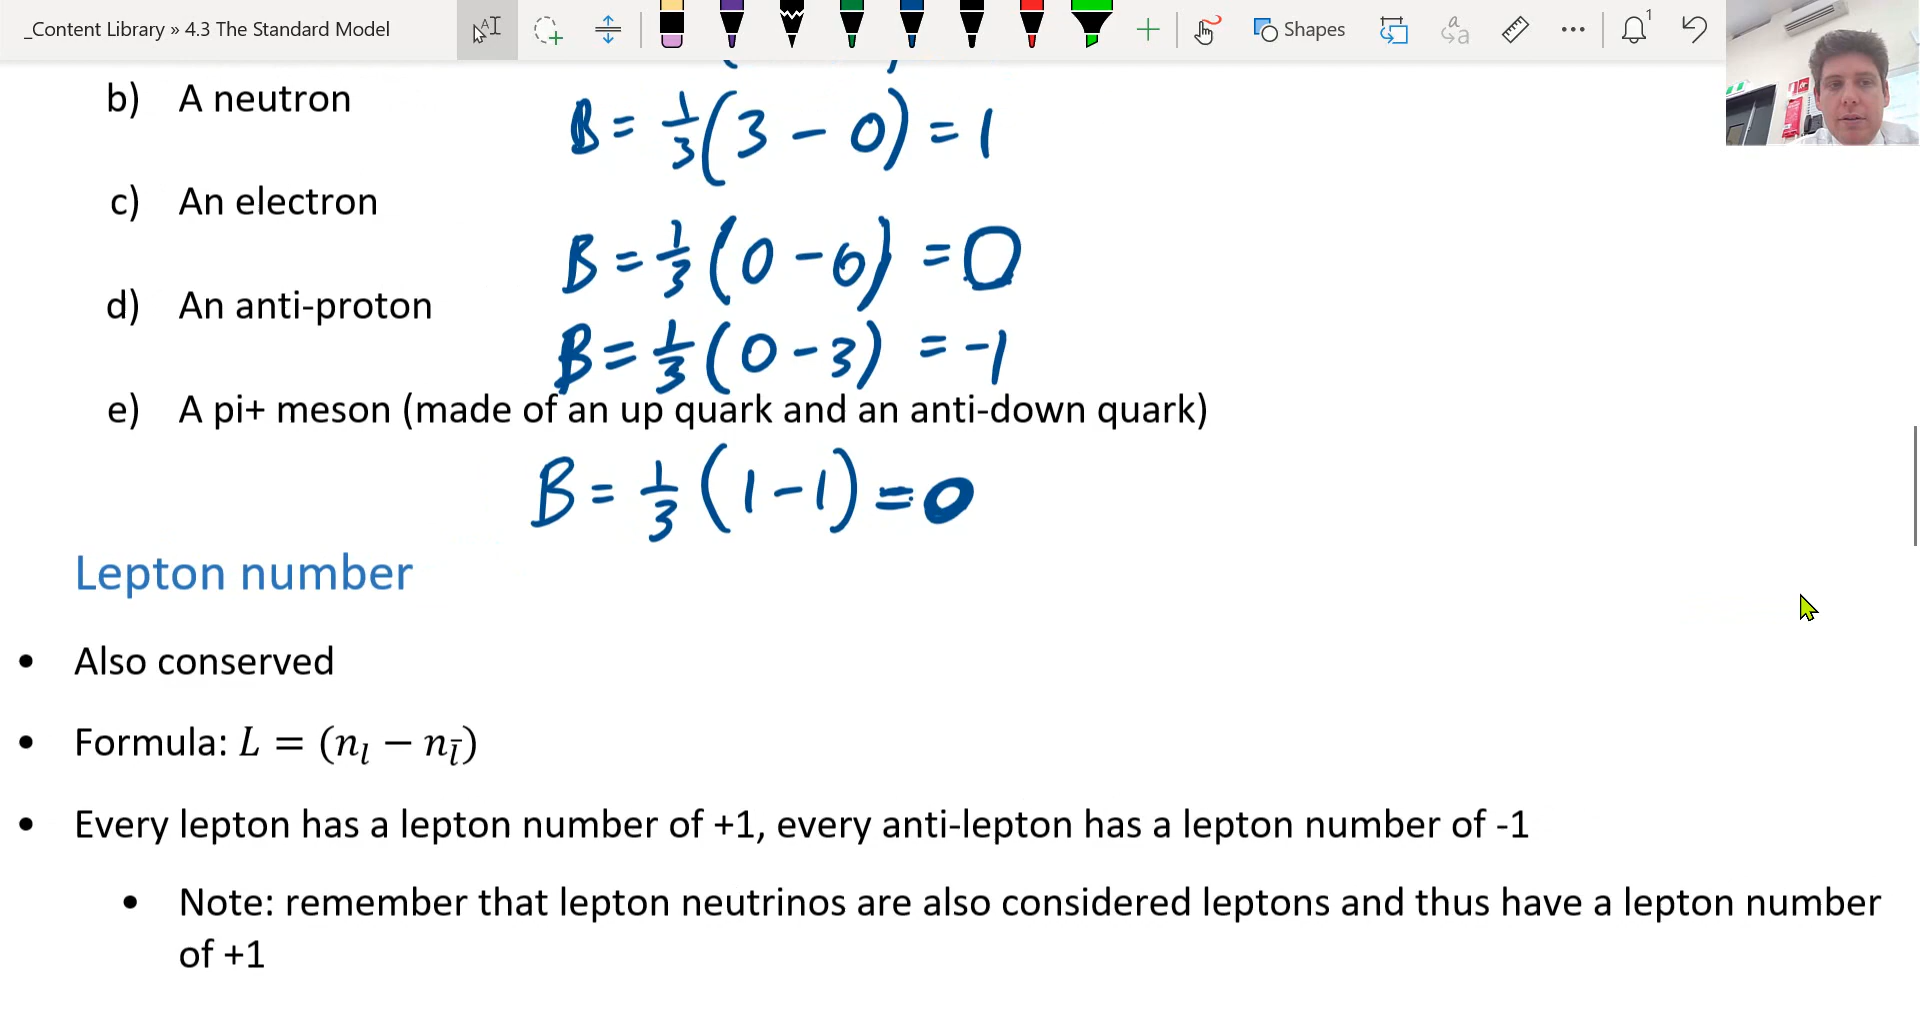 _Content Library » 4.3 The Standard Model
Shapes
1
b) A neutron
B = 1/3 (3 - 0) = 1
c) An electron
B = 1/3 (0 - 0) = 0
d) An anti-proton
B = 1/3 (0 - 3) = -1
e) A pi+ meson (made of an up quark and an anti-down quark)
B = 1/3 (1 - 1) = 0
Lepton number
• Also conserved
• Formula: L = (nₗ − n_l̄)
• Every lepton has a lepton number of +1, every anti-lepton has a lepton number of -1
• Note: remember that lepton neutrinos are also considered leptons and thus have a lepton number
of +1